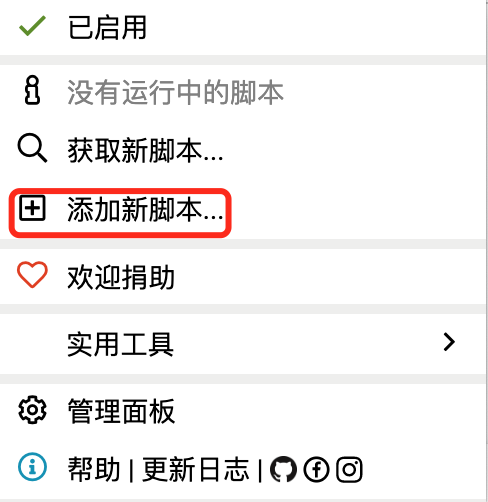 已启用
没有运行中的脚本
获取新脚本...
添加新脚本...
欢迎捐助
实用工具
管理面板
帮助 | 更新日志 |